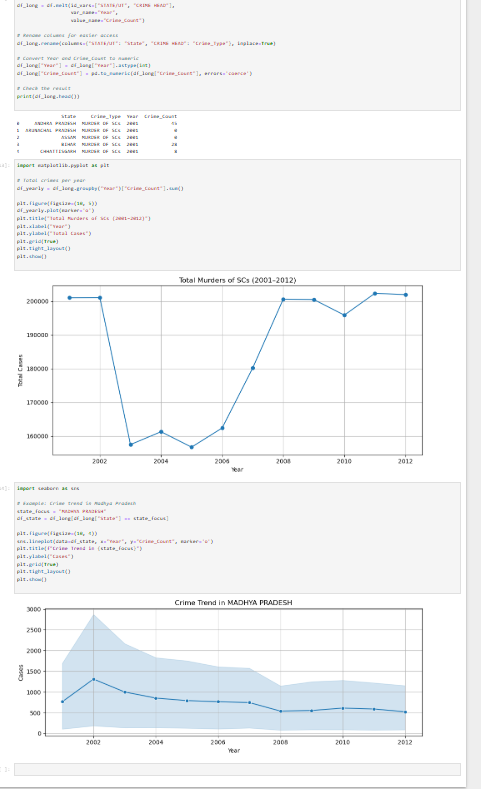 df_long = df.melt(id_vars=["STATE/UT", "CRIME HEAD"],
var_name="Year",
value_name="Crime_Count")
# Rename columns for easier access
df_long.rename(columns={"STATE/UT": "State", "CRIME HEAD": "Crime_Type"}, inplace=True)
# Convert Year and Crime_Count to numeric
df_long["Year"] = df_long["Year"].astype(int)
df_long["Crime_Count"] = pd.to_numeric(df_long["Crime_Count"], errors='coerce')
# Check the result
print(df_long.head())
State Crime_Type Year Crime_Count
0 ANDHRA PRADESH MURDER OF SCs 2001 45
1 ARUNACHAL PRADESH MURDER OF SCs 2001 0
2 ASSAM MURDER OF SCs 2001 0
3 BIHAR MURDER OF SCs 2001 28
4 CHHATTISGARH MURDER OF SCs 2001 8
import matplotlib.pyplot as plt
# Total crimes per year
df_yearly = df_long.groupby("Year")["Crime_Count"].sum()
plt.figure(figsize=(10, 5))
df_yearly.plot(marker='o')
plt.title("Total Murders of SCs (2001–2012)")
plt.xlabel("Year")
plt.ylabel("Total Cases")
plt.grid(True)
plt.tight_layout()
plt.show()
Total Murders of SCs (2001–2012)
200000
190000
180000
170000
160000
Total Cases
2002 2004 2006 2008 2010 2012
Year
import seaborn as sns
# Example: Crime trend in Madhya Pradesh
state_focus = "MADHYA PRADESH"
df_state = df_long[df_long["State"] == state_focus]
plt.figure(figsize=(10, 4))
sns.lineplot(data=df_state, x="Year", y="Crime_Count", marker='o')
plt.title(f"Crime Trend in {state_focus}")
plt.ylabel("Cases")
plt.grid(True)
plt.tight_layout()
plt.show()
Crime Trend in MADHYA PRADESH
3000
2500
2000
1500
1000
500
0
Cases
2002 2004 2006 2008 2010 2012
Year